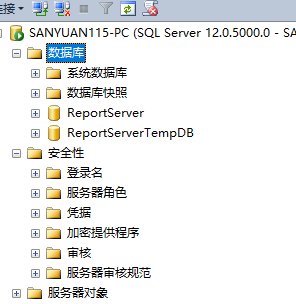 连接
SANYUAN115-PC (SQL Server 12.0.5000.0 - SA
数据库
系统数据库
数据库快照
ReportServer
ReportServerTempDB
安全性
登录名
服务器角色
凭据
加密提供程序
审核
服务器审核规范
服务器对象